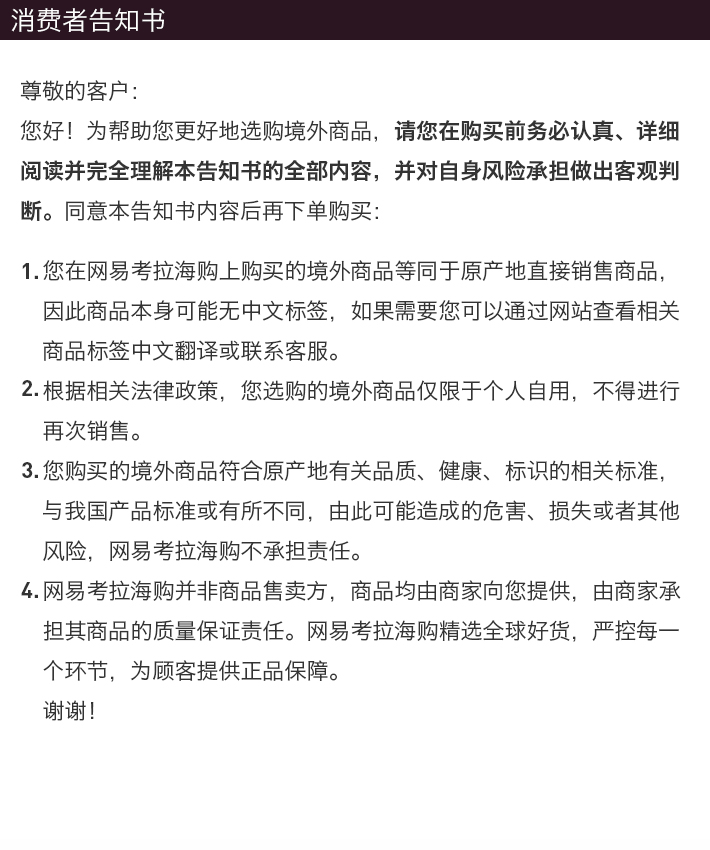 消费者告知书
尊敬的客户：
您好！为帮助您更好地选购境外商品，请您在购买前务必认真、详细
阅读并完全理解本告知书的全部内容，并对自身风险承担做出客观判
断。同意本告知书内容后再下单购买：
1.您在网易考拉海购上购买的境外商品等同于原产地直接销售商品，
因此商品本身可能无中文标签，如果需要您可以通过网站查看相关
商品标签中文翻译或联系客服。
2.根据相关法律政策，您选购的境外商品仅限于个人自用，不得进行
再次销售。
3.您购买的境外商品符合原产地有关品质、健康、标识的相关标准，
与我国产品标准或有所不同，由此可能造成的危害、损失或者其他
风险，网易考拉海购不承担责任。
4.网易考拉海购并非商品售卖方，商品均由商家向您提供，由商家承
担其商品的质量保证责任。网易考拉海购精选全球好货，严控每一
个环节，为顾客提供正品保障。
谢谢！